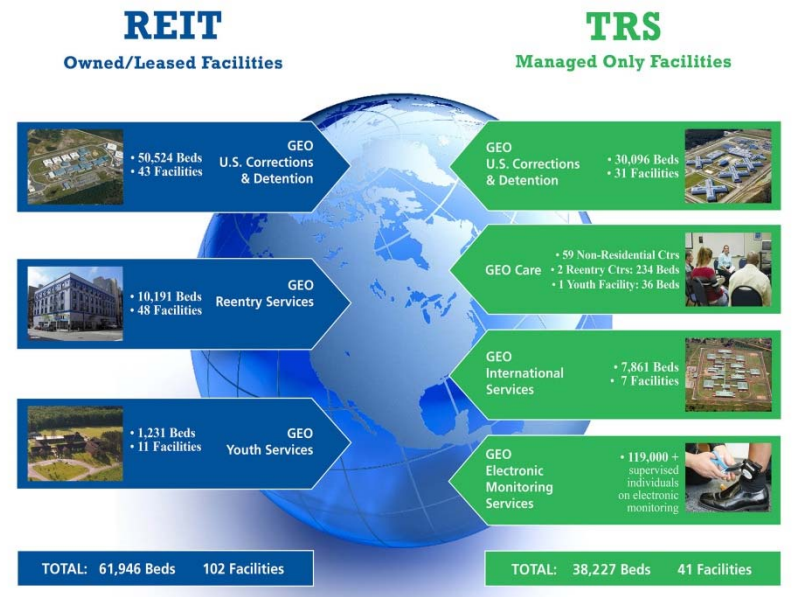 REIT
Owned/Leased Facilities
• 50,524 Beds
• 43 Facilities
GEO
U.S. Corrections
& Detention
• 10,191 Beds
• 48 Facilities
GEO
Reentry Services
• 1,231 Beds
• 11 Facilities
GEO
Youth Services
TOTAL: 61,946 Beds 102 Facilities
TRS
Managed Only Facilities
GEO
U.S. Corrections
& Detention
• 30,096 Beds
• 31 Facilities
GEO Care
• 59 Non-Residential Ctrs
• 2 Reentry Ctrs: 234 Beds
• 1 Youth Facility: 36 Beds
GEO
International
Services
• 7,861 Beds
• 7 Facilities
GEO
Electronic
Monitoring
Services
• 119,000 +
supervised
individuals
on electronic
monitoring
TOTAL: 38,227 Beds 41 Facilities